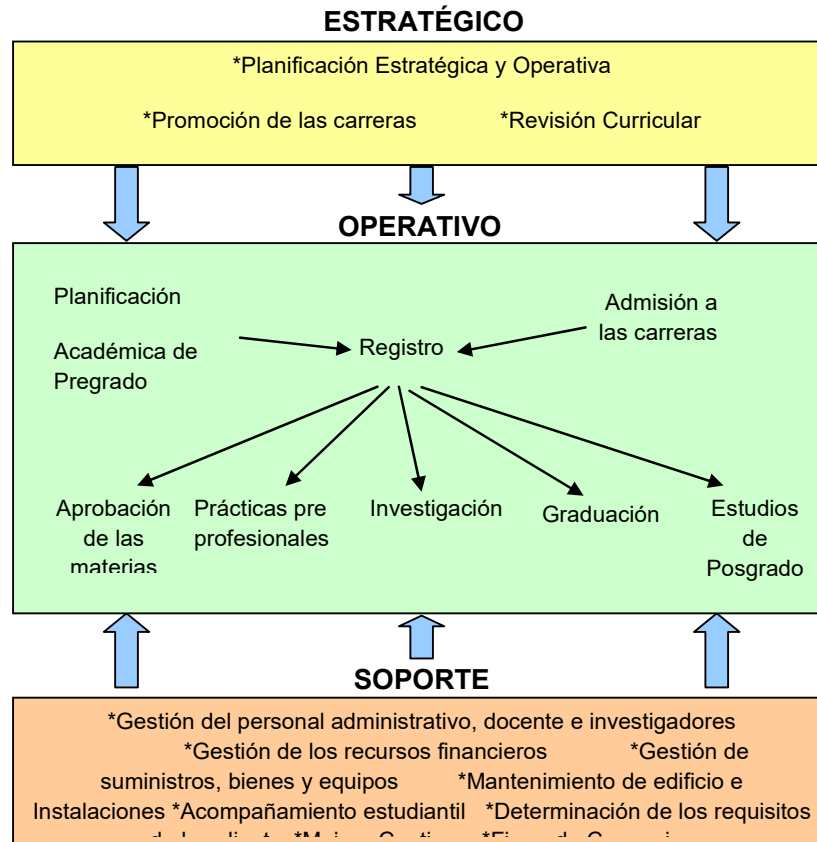 ESTRATÉGICO
*Planificación Estratégica y Operativa
*Promoción de las carreras *Revisión Curricular
OPERATIVO
Planificación
Académica de
Pregrado
Registro
Admisión a
las carreras
Aprobación
de las
materias
Prácticas pre
profesionales
Investigación
Graduación
Estudios
de
Posgrado
SOPORTE
*Gestión del personal administrativo, docente e investigadores
*Gestión de los recursos financieros *Gestión de
suministros, bienes y equipos *Mantenimiento de edificio e
Instalaciones *Acompañamiento estudiantil *Determinación de los requisitos